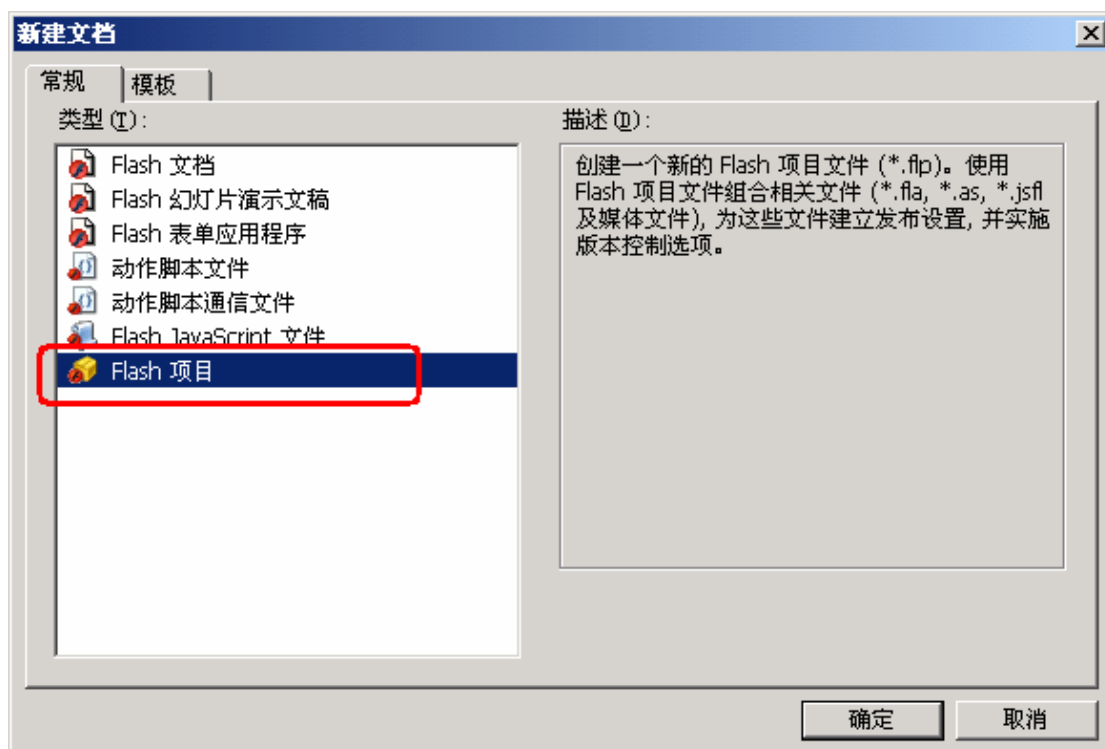 新建文档
常规 模板
类型(T):
Flash 文档
Flash 幻灯片演示文稿
Flash 表单应用程序
动作脚本文件
动作脚本通信文件
Flash JavaScript 文件
Flash 项目
描述(D):
创建一个新的 Flash 项目文件 (*.flp)。使用
Flash 项目文件组合相关文件 (*.fla, *.as, *.jsfl
及媒体文件), 为这些文件建立发布设置, 并实施
版本控制选项。
确定 取消